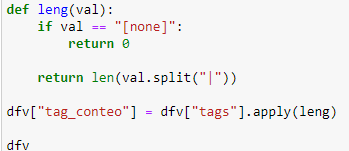 def leng(val):
    if val == "[none]":
        return 0

    return len(val.split("|"))

dfv["tag_conteo"] = dfv["tags"].apply(leng)

dfv